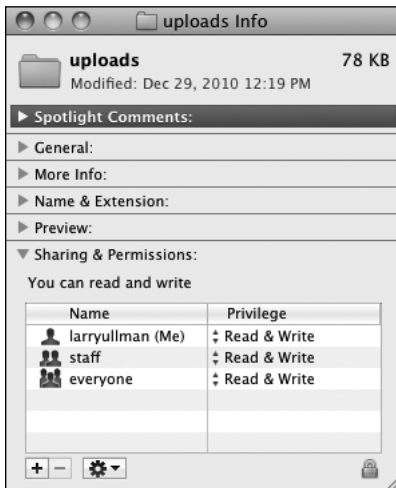 uploads Info
uploads 78 KB
Modified: Dec 29, 2010 12:19 PM
Spotlight Comments:
General:
More Info:
Name & Extension:
Preview:
Sharing & Permissions:
You can read and write
Name Privilege
larryullman (Me) Read & Write
staff Read & Write
everyone Read & Write